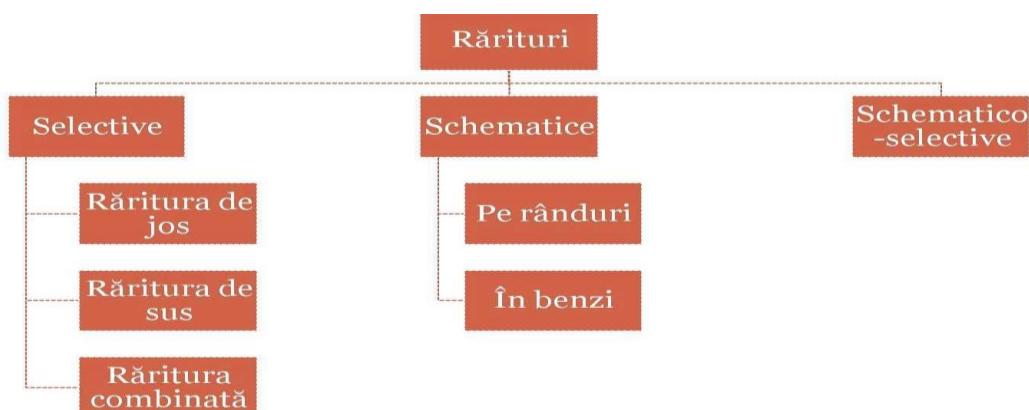 Rărituri
Selective
Schematice
Schematico
-selective
Răritura de
jos
Pe rânduri
Răritura de
sus
În benzi
Răritura
combinată